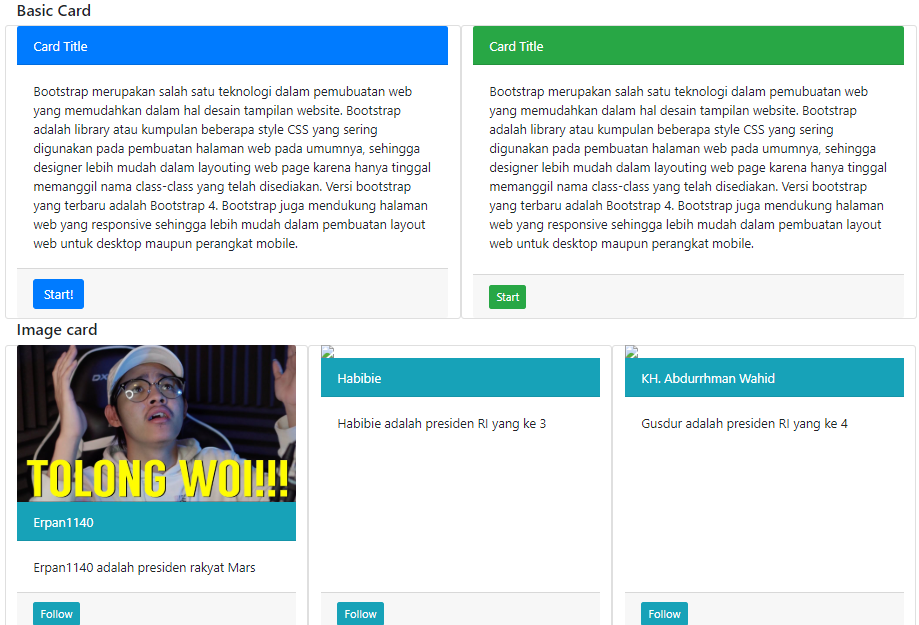 Basic Card
Card Title
Bootstrap merupakan salah satu teknologi dalam pemubuatan web
yang memudahkan dalam hal desain tampilan website. Bootstrap
adalah library atau kumpulan beberapa style CSS yang sering
digunakan pada pembuatan halaman web pada umumnya, sehingga
designer lebih mudah dalam layouting web page karena hanya tinggal
memanggil nama class-class yang telah disediakan. Versi bootstrap
yang terbaru adalah Bootstrap 4. Bootstrap juga mendukung halaman
web yang responsive sehingga lebih mudah dalam pembuatan layout
web untuk desktop maupun perangkat mobile.
Start!
Card Title
Bootstrap merupakan salah satu teknologi dalam pemubuatan web
yang memudahkan dalam hal desain tampilan website. Bootstrap
adalah library atau kumpulan beberapa style CSS yang sering
digunakan pada pembuatan halaman web pada umumnya, sehingga
designer lebih mudah dalam layouting web page karena hanya tinggal
memanggil nama class-class yang telah disediakan. Versi bootstrap
yang terbaru adalah Bootstrap 4. Bootstrap juga mendukung halaman
web yang responsive sehingga lebih mudah dalam pembuatan layout
web untuk desktop maupun perangkat mobile.
Start
Image card
TOLONG WOI!!!
Erpan1140
Erpan1140 adalah presiden rakyat Mars
Follow
Habibie
Habibie adalah presiden RI yang ke 3
Follow
KH. Abdurrhman Wahid
Gusdur adalah presiden RI yang ke 4
Follow